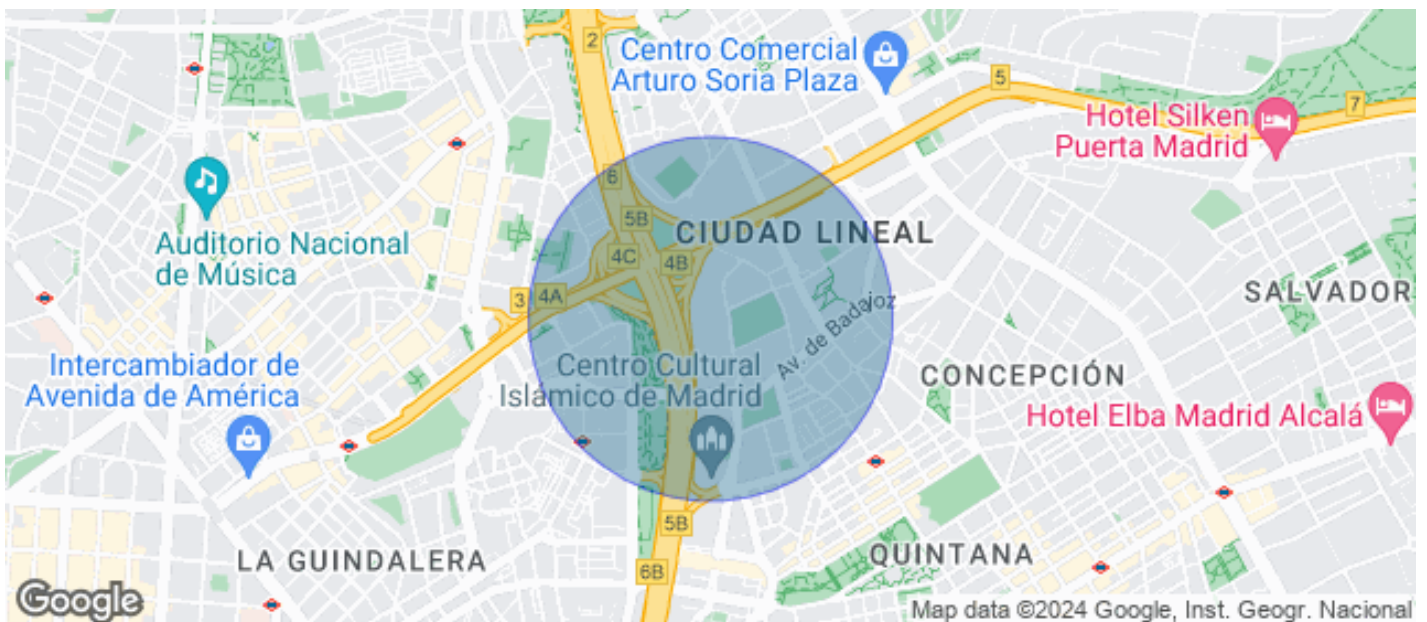 2
Centro Comercial
Arturo Soria Plaza
5
Hotel Silken
Puerta Madrid
7
6
Auditorio Nacional
de Música
5B
CIUDAD LINEAL
4C
4B
3
4A
SALVADOR
Av. de Badajoz
Intercambiador de
Avenida de América
Centro Cultural
Islámico de Madrid
CONCEPCIÓN
Hotel Elba Madrid Alcalá
5B
LA GUINDALERA
QUINTANA
6B
Google
Map data ©2024 Google, Inst. Geogr. Nacional